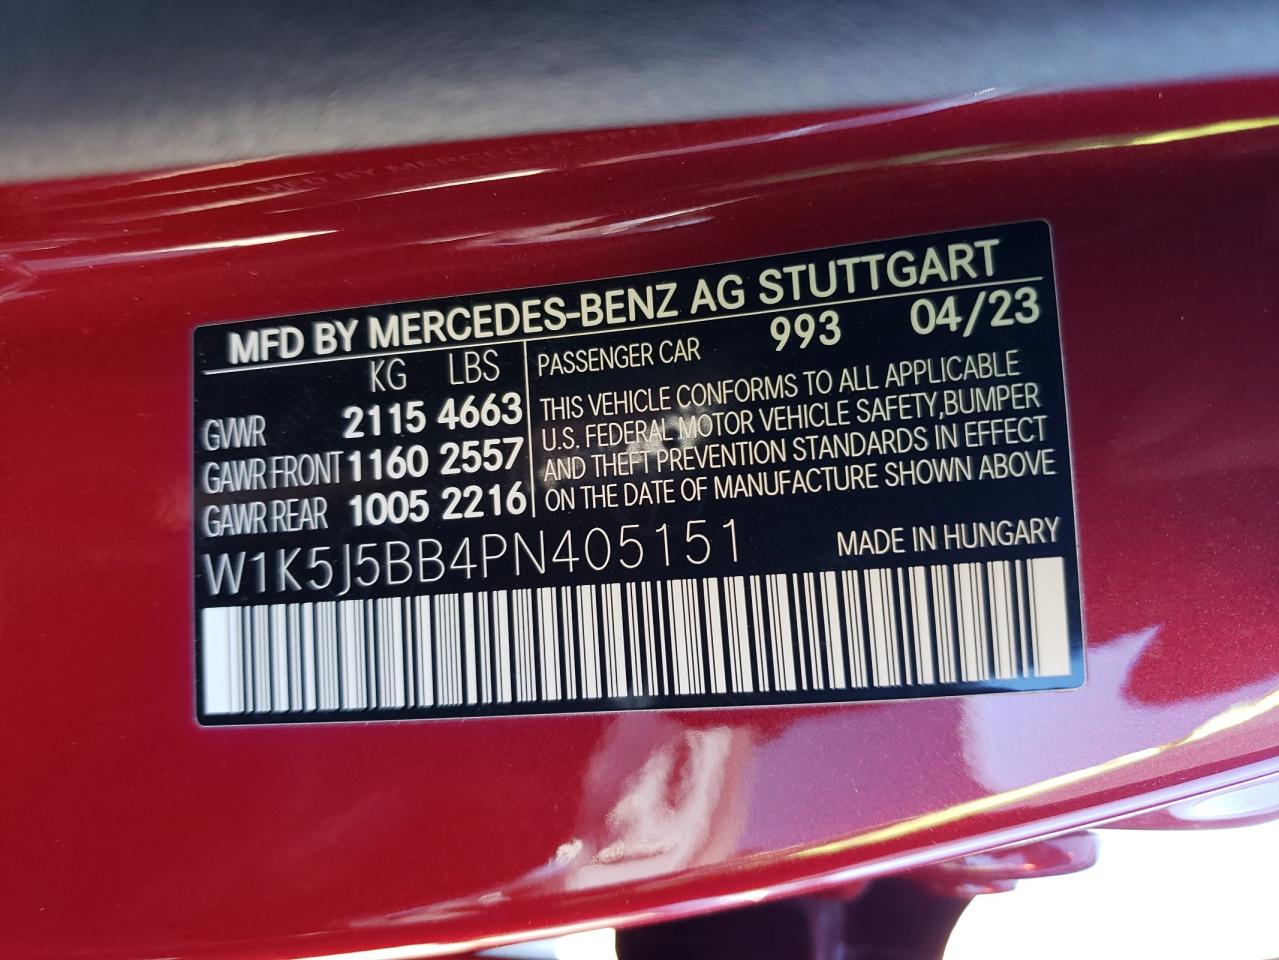 MFD BY MERCEDES-BENZ AG STUTTGART
KG LBS
GWR 2115 4663
GAWR FRONT 1160 2557
GAWR REAR 1005 2216
PASSENGER CAR 993 04/23
THIS VEHICLE CONFORMS TO ALL APPLICABLE
U.S. FEDERAL MOTOR VEHICLE SAFETY,BUMPER
AND THEFT PREVENTION STANDARDS IN EFFECT
ON THE DATE OF MANUFACTURE SHOWN ABOVE
W1K5J5BB4PN405151 MADE IN HUNGARY